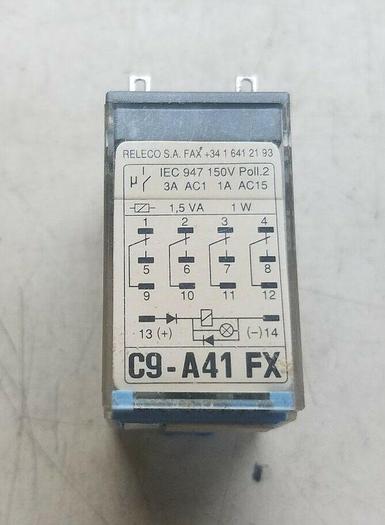 RELECO S.A. FAX +34 1 641 21 93
µ IEC 947 150V Poll.2
3A AC1 1A AC15
1,5 VA 1 W
1 2 3 4
5 6 7 8
9 10 11 12
13 (+) (−) 14
C9-A41 FX